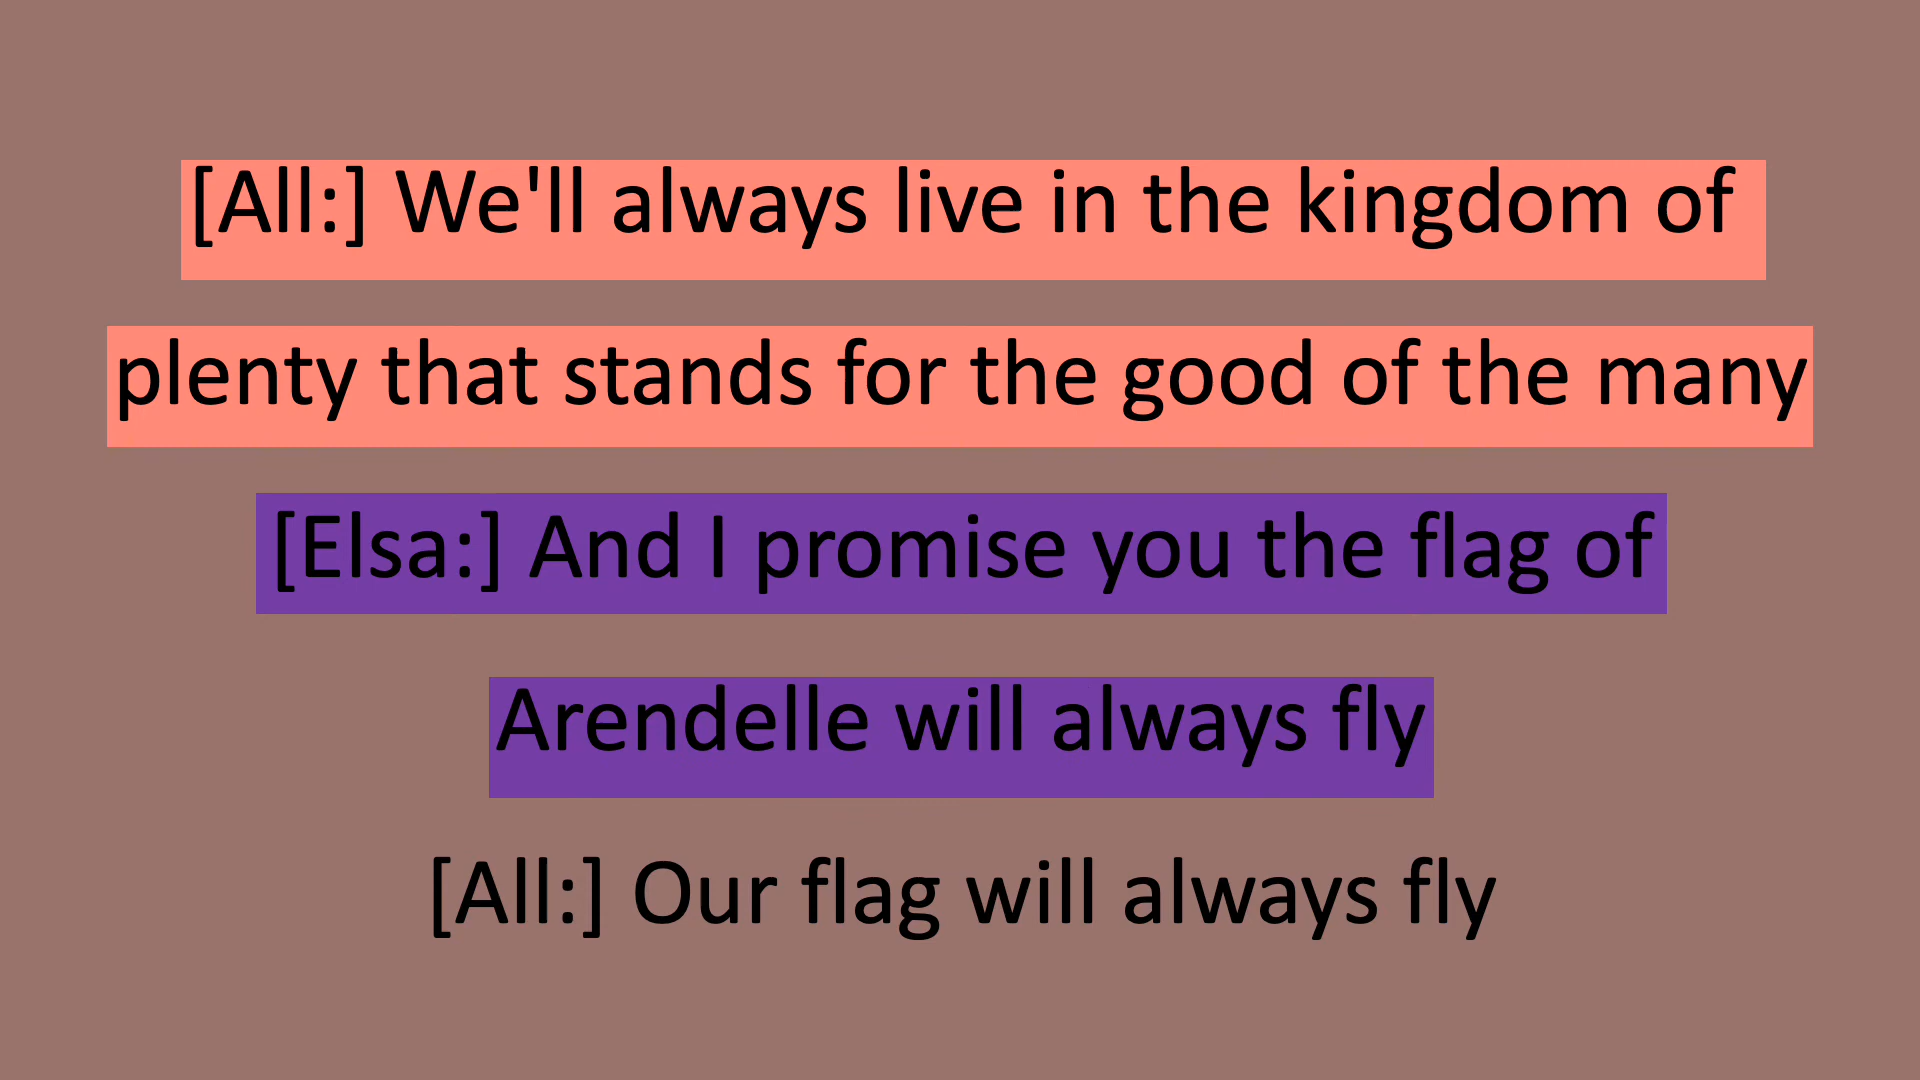 [All:] We'll always live in the kingdom of
plenty that stands for the good of the many
[Elsa:] And I promise you the flag of
Arendelle will always fly
[All:] Our flag will always fly